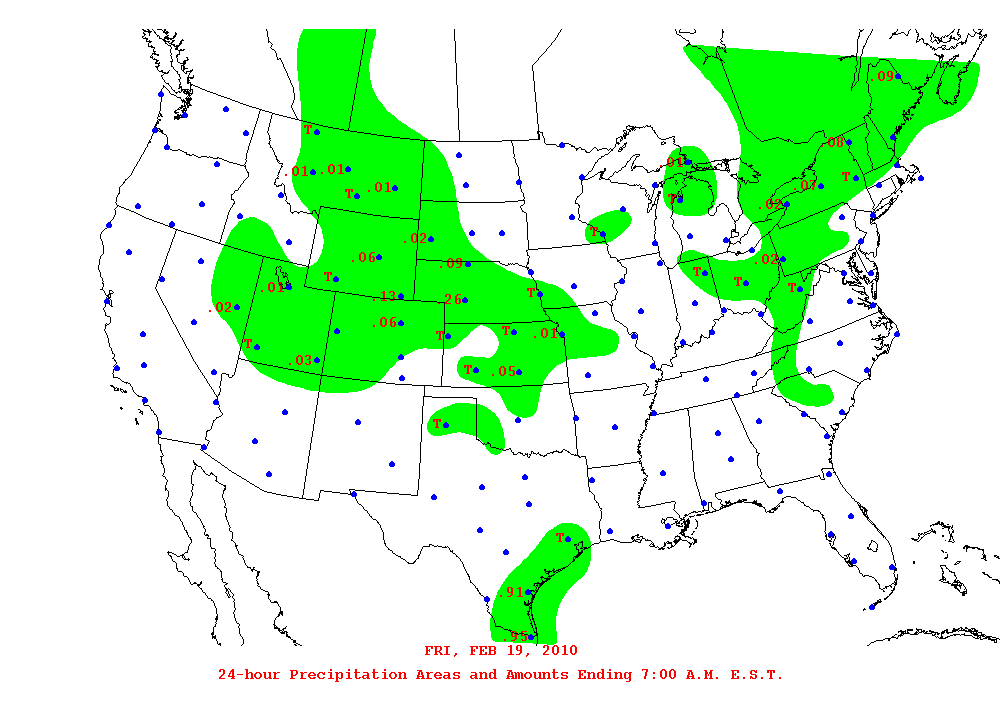 .09
T
.08
.01 .01
.01
T .01
T
.07
T
.02
T
.02
.06
.02
.09
T
T
T
.01
T
.13
.26
T
.02
.06
T
T
.01
T
.03
T
.05
T
T
.91
.95
FRI, FEB 19, 2010
24-hour Precipitation Areas and Amounts Ending 7:00 A.M. E.S.T.